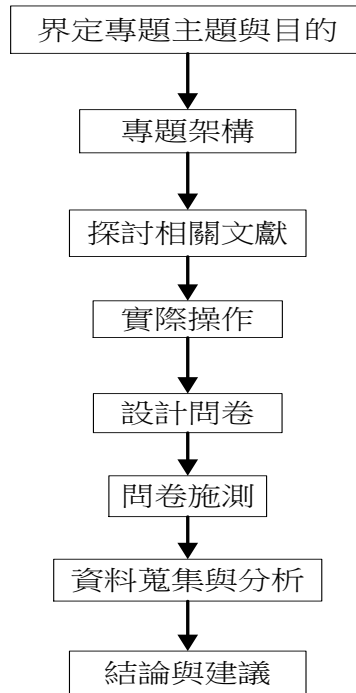 界定專題主題與目的
專題架構
探討相關文獻
實際操作
設計問卷
問卷施測
資料蒐集與分析
結論與建議